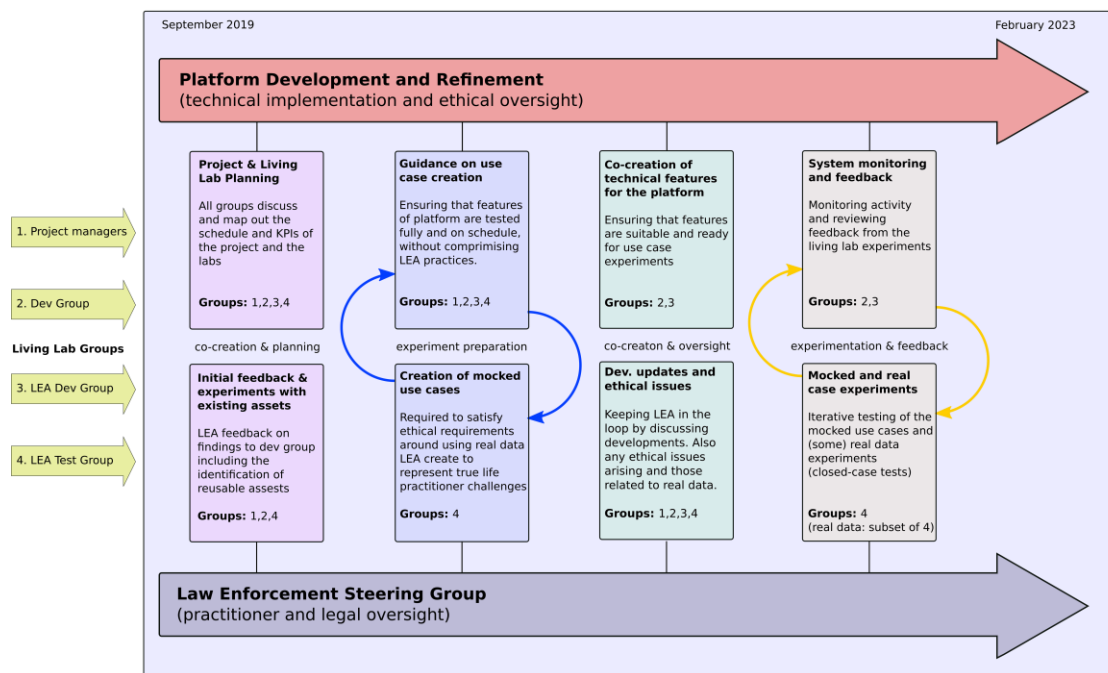 September 2019
February 2023
Platform Development and Refinement
(technical implementation and ethical oversight)
1. Project managers
2. Dev Group
Living Lab Groups
3. LEA Dev Group
4. LEA Test Group
Project & Living
Lab Planning
All groups discuss
and map out the
schedule and KPIs of
the project and the
labs
Groups: 1,2,3,4
Guidance on use
case creation
Ensuring that features
of platform are tested
fully and on schedule,
without comprimising
LEA practices.
Groups: 1,2,3,4
Co-creation of
technical features
for the platform
Ensuring that features
are suitable and ready
for use case
experiments
Groups: 2,3
System monitoring
and feedback
Monitoring activity
and reviewing
feedback from the
living lab experiments
Groups: 2,3
co-creation & planning
experiment preparation
co-creaton & oversight
experimentation & feedback
Initial feedback &
experiments with
existing assets
LEA feedback on
findings to dev group
including the
identification of
reusable assests
Groups: 1,2,4
Creation of mocked
use cases
Required to satisfy
ethical requirements
around using real data
LEA create to
represent true life
practitioner challenges
Groups: 4
Dev. updates and
ethical issues
Keeping LEA in the
loop by discussing
developments. Also
any ethical issues
arising and those
related to real data.
Groups: 1,2,3,4
Mocked and real
case experiments
Iterative testing of the
mocked use cases and
(some) real data
experiments
(closed-case tests)
Groups: 4
(real data: subset of 4)
Law Enforcement Steering Group
(practitioner and legal oversight)